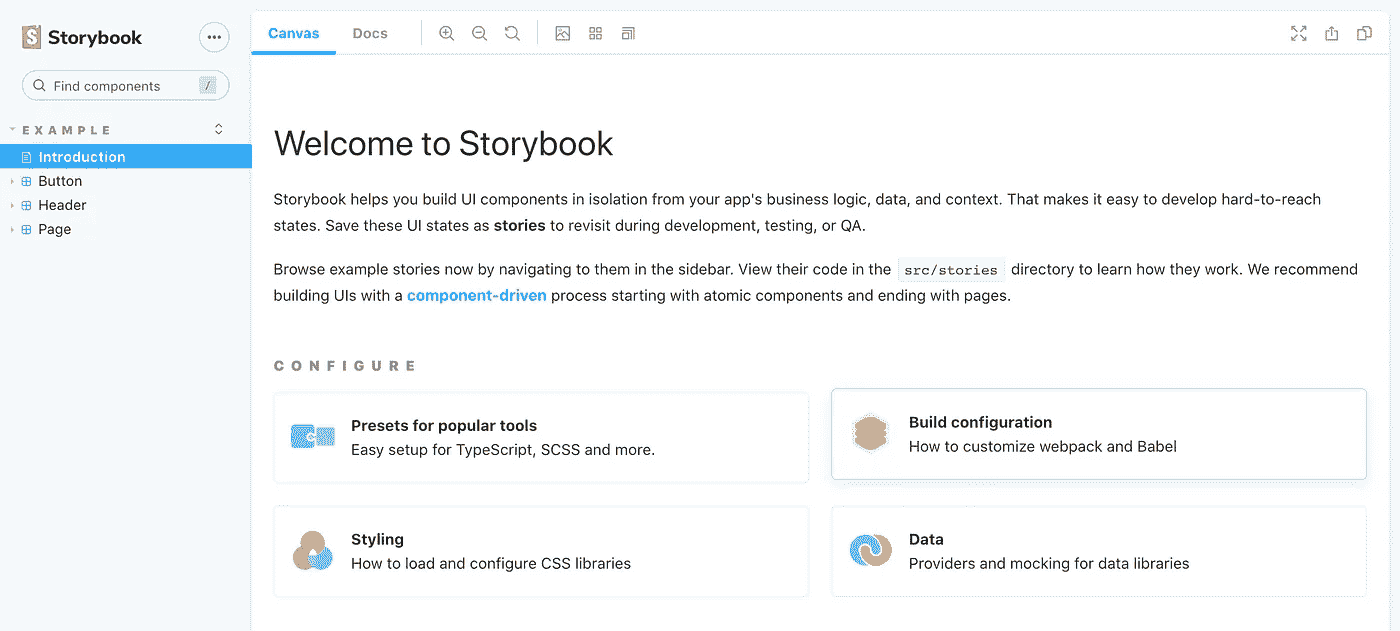 Storybook
Find components
/
EXAMPLE
Introduction
Button
Header
Page
Canvas Docs
Welcome to Storybook
Storybook helps you build UI components in isolation from your app's business logic, data, and context. That makes it easy to develop hard-to-reach
states. Save these UI states as stories to revisit during development, testing, or QA.
Browse example stories now by navigating to them in the sidebar. View their code in the src/stories directory to learn how they work. We recommend
building UIs with a component-driven process starting with atomic components and ending with pages.
CONFIGURE
Presets for popular tools
Easy setup for TypeScript, SCSS and more.
Build configuration
How to customize webpack and Babel
Styling
How to load and configure CSS libraries
Data
Providers and mocking for data libraries